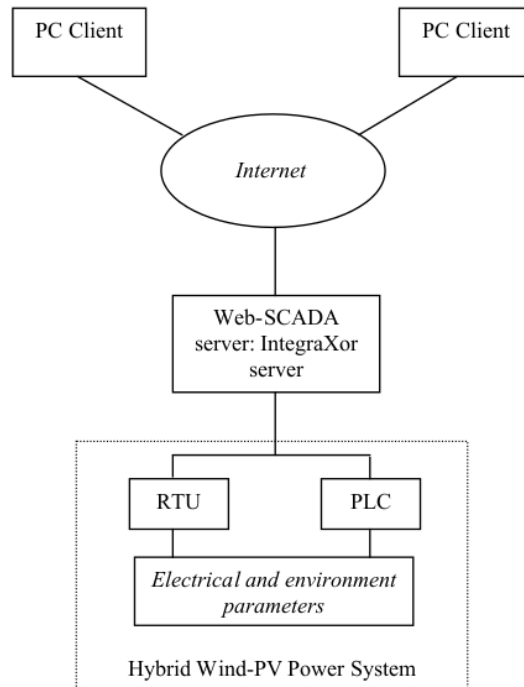 PC Client
PC Client
Internet
Web-SCADA
server: IntegraXor
server
RTU
PLC
Electrical and environment
parameters
Hybrid Wind-PV Power System